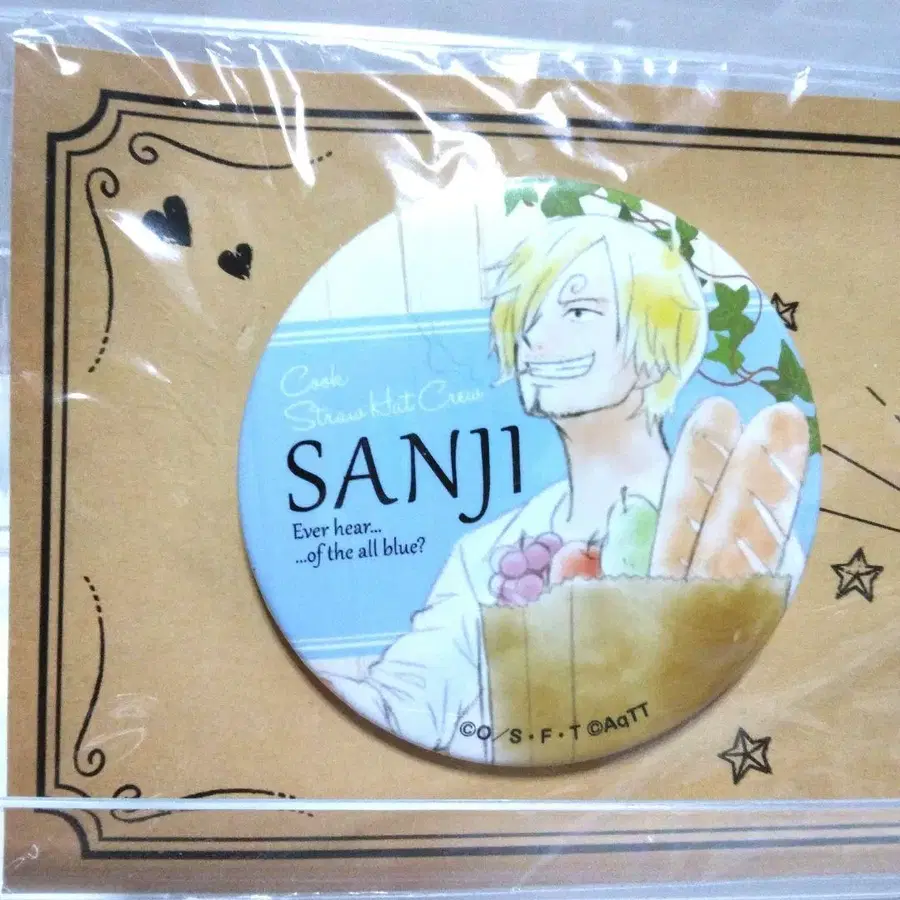 Cook
Straw Hat Crew
SANJI
Ever hear...
...of the all blue?
©O/S・F・T ©AqTT